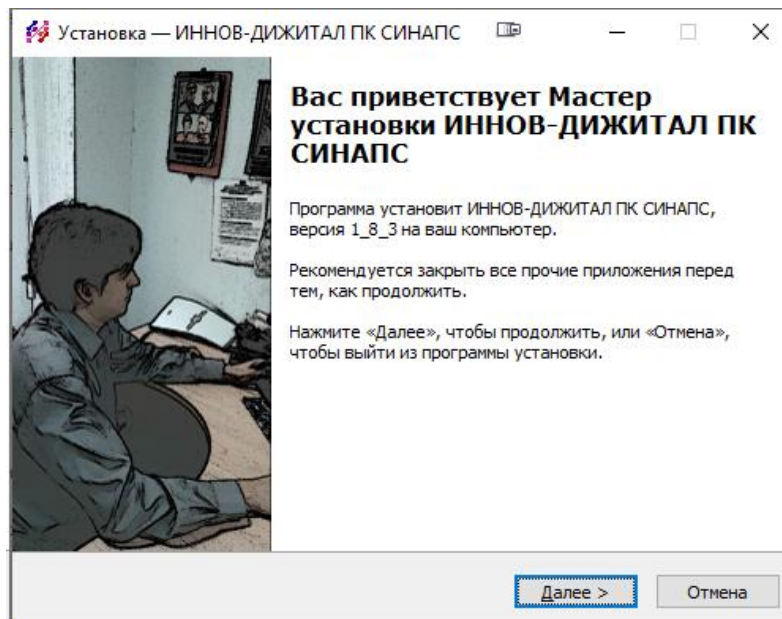 Установка — ИННОВ-ДИЖИТАЛ ПК СИНАПС
Вас приветствует Мастер
установки ИННОВ-ДИЖИТАЛ ПК
СИНАПС
Программа установит ИННОВ-ДИЖИТАЛ ПК СИНАПС,
версия 1_8_3 на ваш компьютер.
Рекомендуется закрыть все прочие приложения перед
тем, как продолжить.
Нажмите «Далее», чтобы продолжить, или «Отмена»,
чтобы выйти из программы установки.
Далее >
Отмена